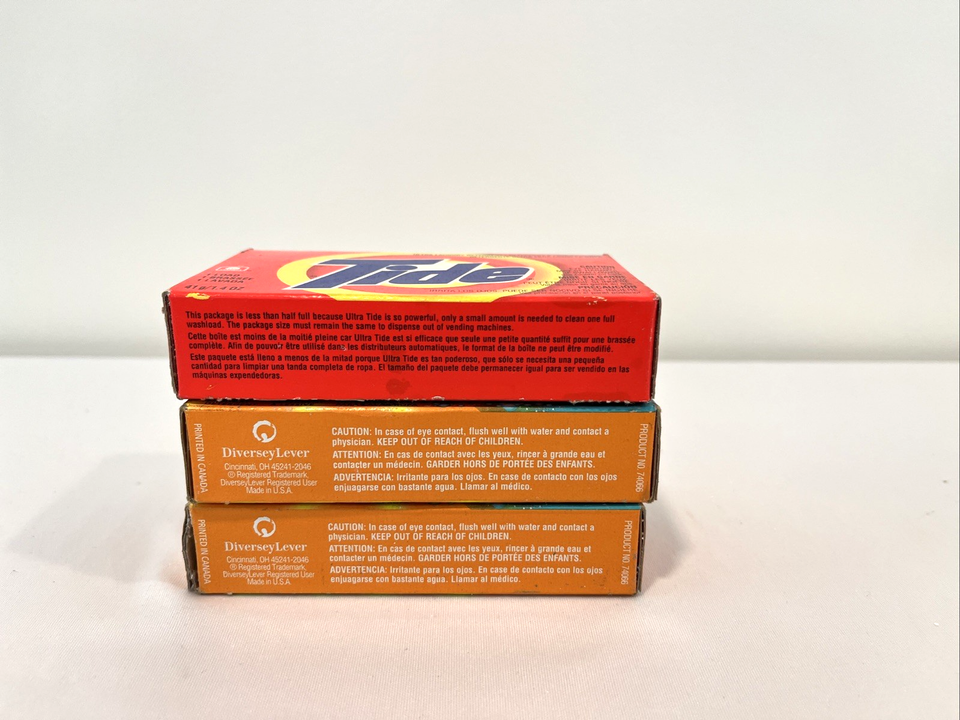 Tide
1 LOAD
41 g/1.4 OZ
This package is less than half full because Ultra Tide is so powerful, only a small amount is needed to clean one full
washload. The package size must remain the same to dispense out of vending machines.
Cette boîte est moins de la moitié pleine car Ultra Tide est si efficace que seule une petite quantité suffit pour une brassée
complète. Afin de pouvoir être utilisé dans les distributeurs automatiques, le format de la boîte ne peut être modifié.
Este paquete está lleno a menos de la mitad porque Ultra Tide es tan poderoso, que sólo se necesita una pequeña
cantidad para limpiar una tanda completa de ropa. El tamaño del paquete debe permanecer igual para ser vendido en las
máquinas expendedoras.
PRINTED IN CANADA
DiverseyLever
Cincinnati, OH 45241-2046
® Registered Trademark,
DiverseyLever Registered User
Made in U.S.A.
CAUTION: In case of eye contact, flush well with water and contact a
physician. KEEP OUT OF REACH OF CHILDREN.
ATTENTION: En cas de contact avec les yeux, rincer à grande eau et
contacter un médecin. GARDER HORS DE PORTÉE DES ENFANTS.
ADVERTENCIA: Irritante para los ojos. En caso de contacto con los ojos
enjuagarse con bastante agua. Llamar al médico.
PRODUCT NO. 74066
PRINTED IN CANADA
DiverseyLever
Cincinnati, OH 45241-2046
® Registered Trademark,
DiverseyLever Registered User
Made in U.S.A.
CAUTION: In case of eye contact, flush well with water and contact a
physician. KEEP OUT OF REACH OF CHILDREN.
ATTENTION: En cas de contact avec les yeux, rincer à grande eau et
contacter un médecin. GARDER HORS DE PORTÉE DES ENFANTS.
ADVERTENCIA: Irritante para los ojos. En caso de contacto con los ojos
enjuagarse con bastante agua. Llamar al médico.
PRODUCT NO. 74066